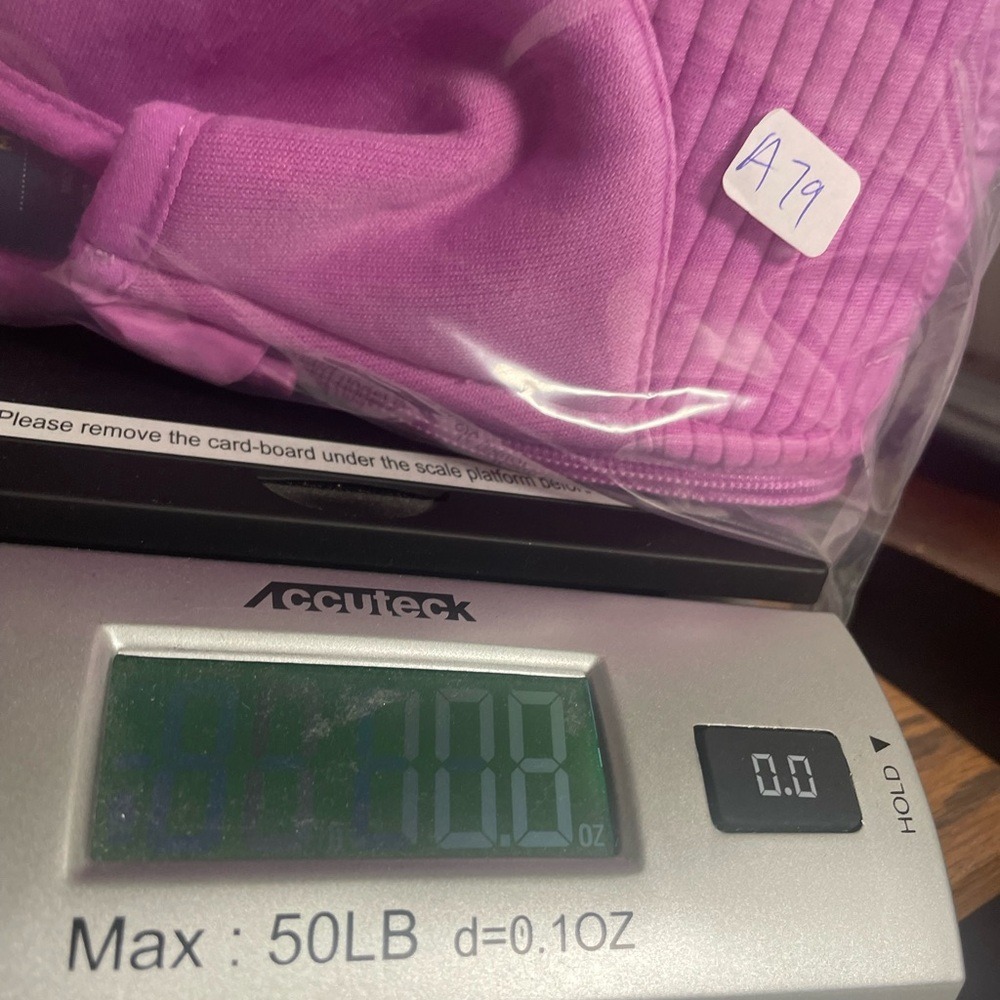 A79
Please remove the card-board under the scale platform befor
Accuteck
10.8 OZ
0.0
HOLD
Max : 50LB d=0.1OZ